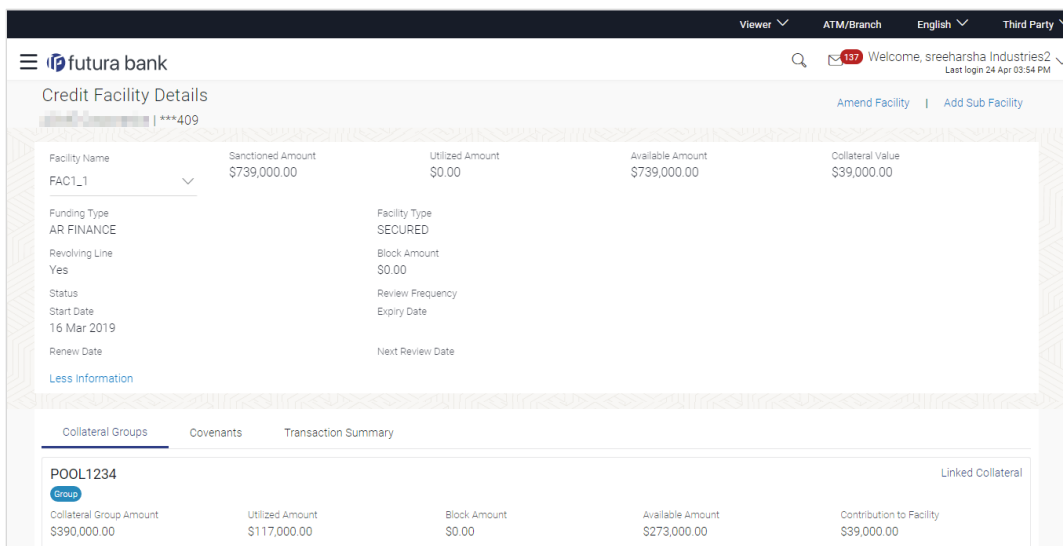 Viewer ATM/Branch English Third Party
futura bank 137 Welcome, sreeharsha Industries2
Last login 24 Apr 03:54 PM
Credit Facility Details
Amend Facility | Add Sub Facility
| ***409
Facility Name Sanctioned Amount Utilized Amount Available Amount Collateral Value
FAC1_1 $739,000.00 $0.00 $739,000.00 $39,000.00
Funding Type Facility Type
AR FINANCE SECURED
Revolving Line Block Amount
Yes $0.00
Status Review Frequency
Start Date Expiry Date
16 Mar 2019
Renew Date Next Review Date
Less Information
Collateral Groups Covenants Transaction Summary
POOL1234 Linked Collateral
Group
Collateral Group Amount Utilized Amount Block Amount Available Amount Contribution to Facility
$390,000.00 $117,000.00 $0.00 $273,000.00 $39,000.00